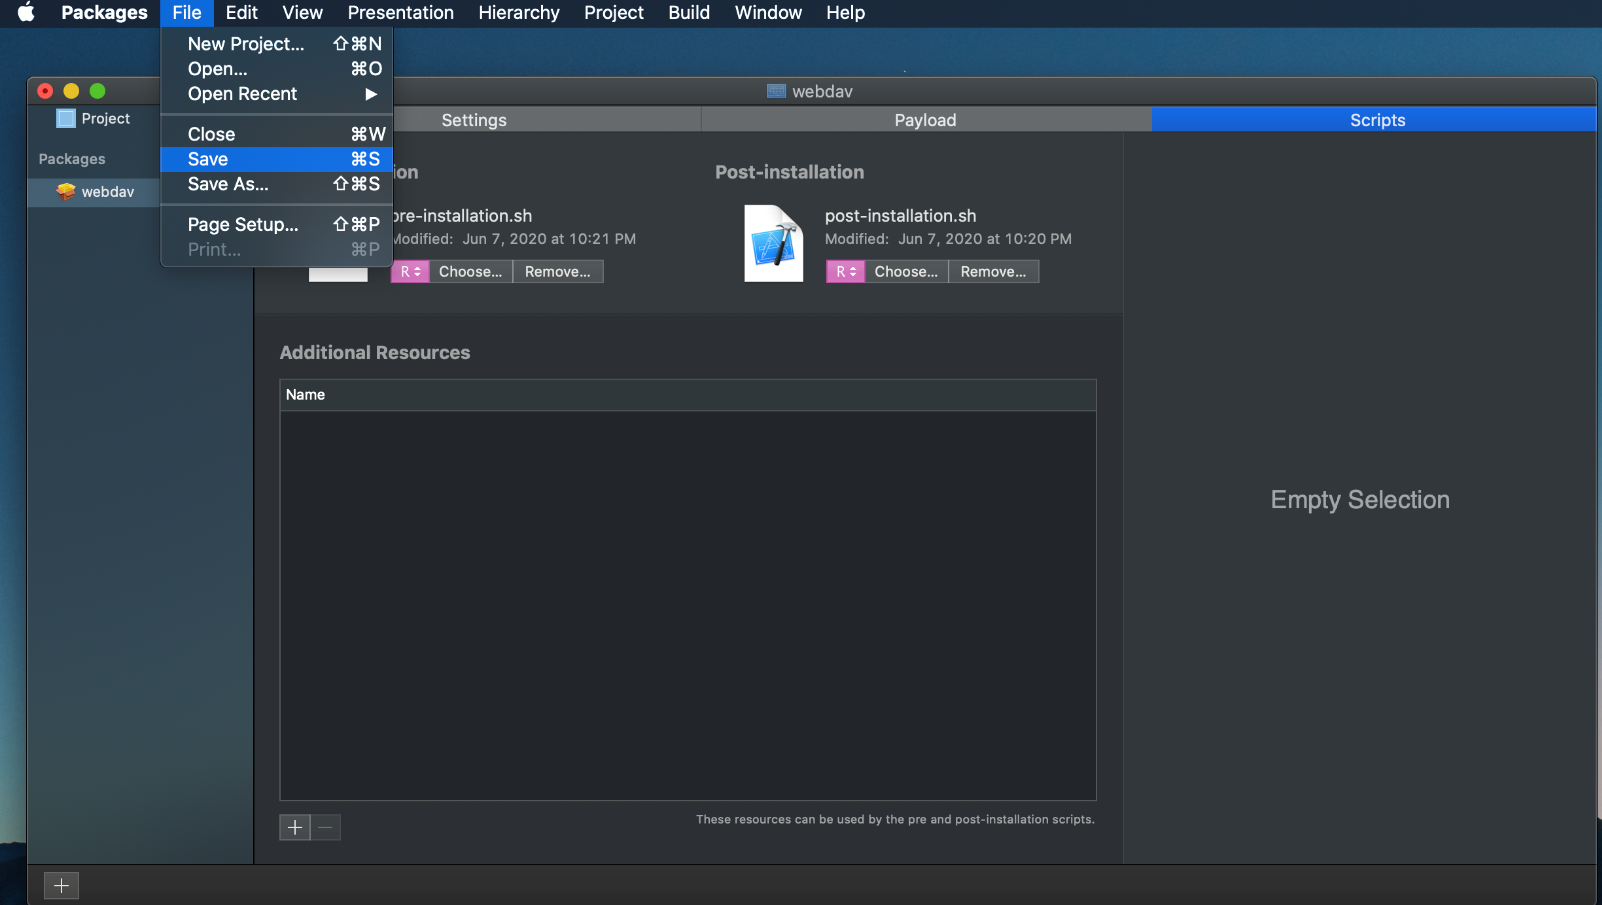 Packages File Edit View Presentation Hierarchy Project Build Window Help
New Project... ⇧⌘N
Open... ⌘O
Open Recent ▶
Close ⌘W
Save ⌘S
Save As... ⇧⌘S
Page Setup... ⇧⌘P
Print... ⌘P
webdav
Project
Packages
webdav
Settings
Payload
Scripts
ion
pre-installation.sh
Modified: Jun 7, 2020 at 10:21 PM
R Choose... Remove...
Post-installation
post-installation.sh
Modified: Jun 7, 2020 at 10:20 PM
R Choose... Remove...
Additional Resources
Name
These resources can be used by the pre and post-installation scripts.
Empty Selection